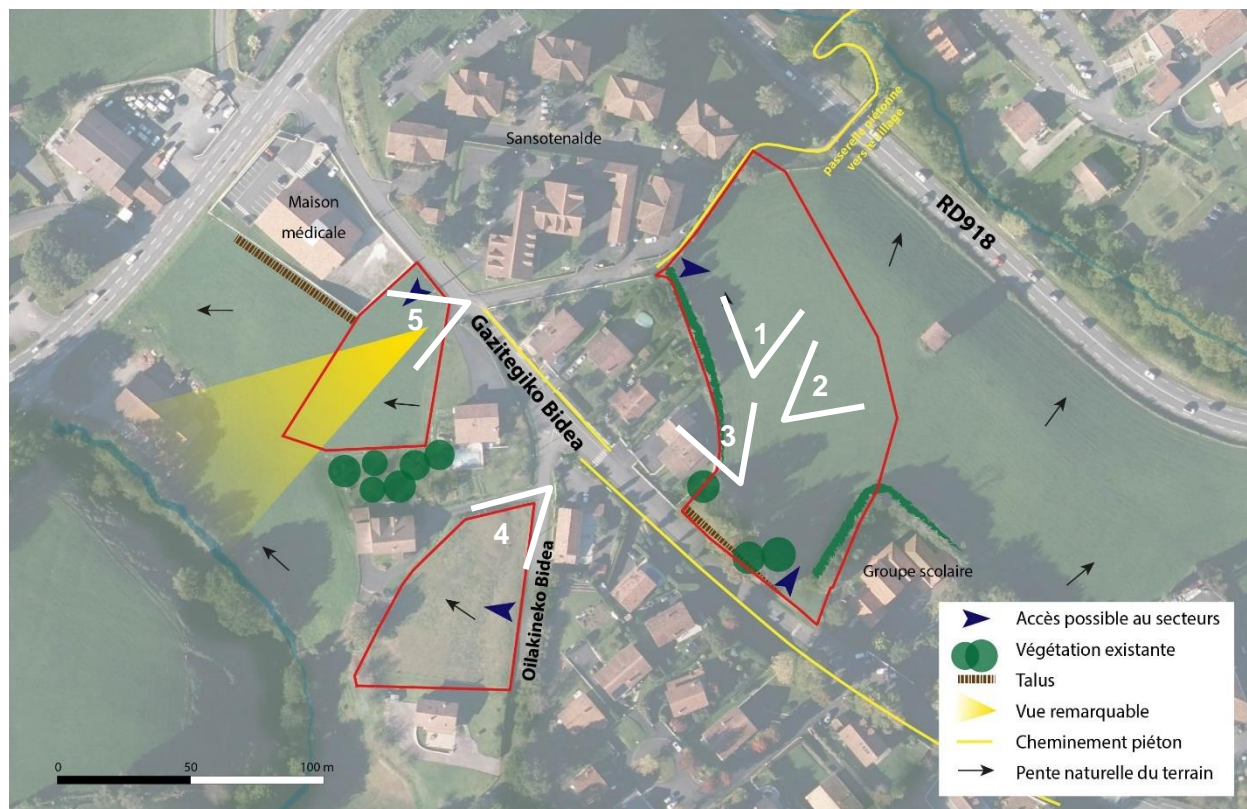 Sansotenalde
passerelle piétonne
vers le village
Maison
médicale
RD918
5
Gazitegiko Bidea
1
2
3
4
Oilakineko Bidea
Groupe scolaire
Accès possible au secteurs
Végétation existante
Talus
Vue remarquable
Cheminement piéton
Pente naturelle du terrain
0 50 100 m